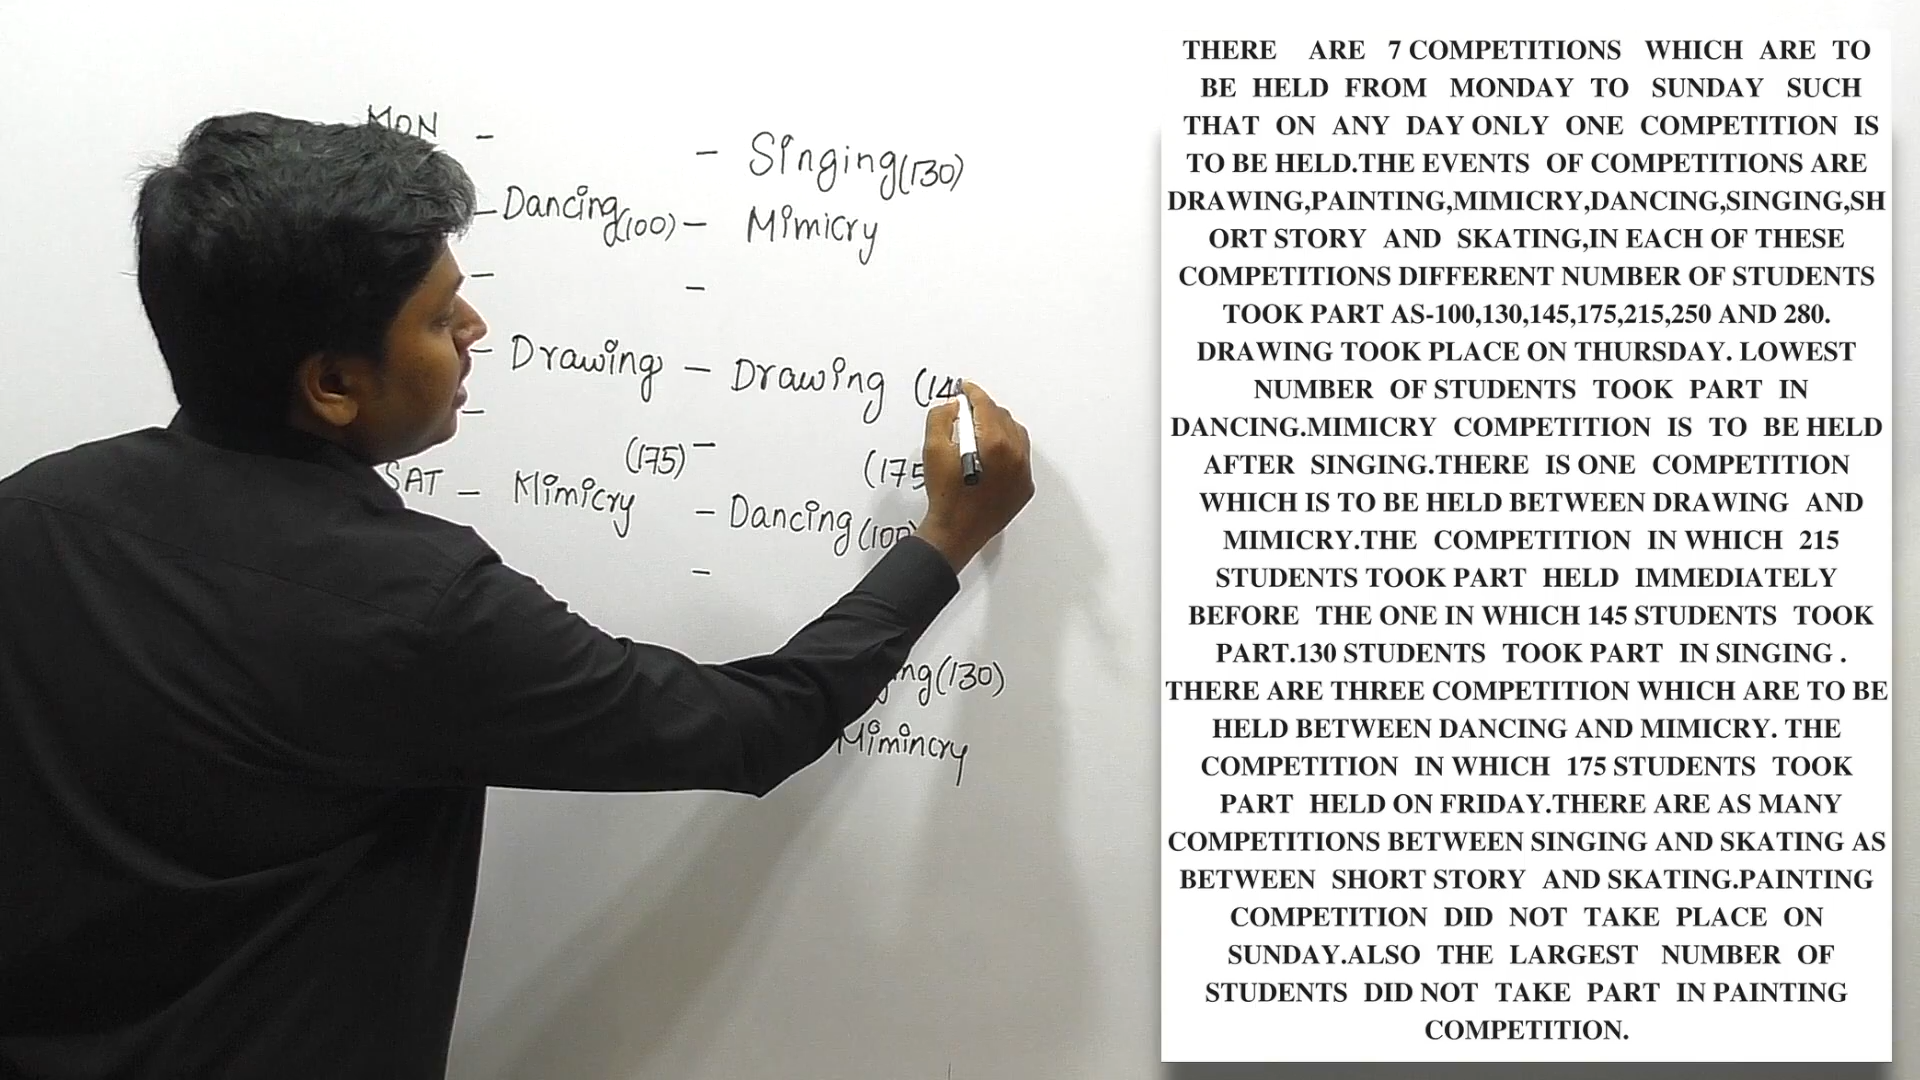 MON -
- Singing(130)
- Dancing(100) - Mimicry
- -
- Drawing - Drawing
-
(175) - (175
SAT - Mimicry - Dancing(100)
-
ng(130)
Mimincry
THERE ARE 7 COMPETITIONS WHICH ARE TO
BE HELD FROM MONDAY TO SUNDAY SUCH
THAT ON ANY DAY ONLY ONE COMPETITION IS
TO BE HELD.THE EVENTS OF COMPETITIONS ARE
DRAWING,PAINTING,MIMICRY,DANCING,SINGING,SH
ORT STORY AND SKATING,IN EACH OF THESE
COMPETITIONS DIFFERENT NUMBER OF STUDENTS
TOOK PART AS-100,130,145,175,215,250 AND 280.
DRAWING TOOK PLACE ON THURSDAY. LOWEST
NUMBER OF STUDENTS TOOK PART IN
DANCING.MIMICRY COMPETITION IS TO BE HELD
AFTER SINGING.THERE IS ONE COMPETITION
WHICH IS TO BE HELD BETWEEN DRAWING AND
MIMICRY.THE COMPETITION IN WHICH 215
STUDENTS TOOK PART HELD IMMEDIATELY
BEFORE THE ONE IN WHICH 145 STUDENTS TOOK
PART.130 STUDENTS TOOK PART IN SINGING .
THERE ARE THREE COMPETITION WHICH ARE TO BE
HELD BETWEEN DANCING AND MIMICRY. THE
COMPETITION IN WHICH 175 STUDENTS TOOK
PART HELD ON FRIDAY.THERE ARE AS MANY
COMPETITIONS BETWEEN SINGING AND SKATING AS
BETWEEN SHORT STORY AND SKATING.PAINTING
COMPETITION DID NOT TAKE PLACE ON
SUNDAY.ALSO THE LARGEST NUMBER OF
STUDENTS DID NOT TAKE PART IN PAINTING
COMPETITION.